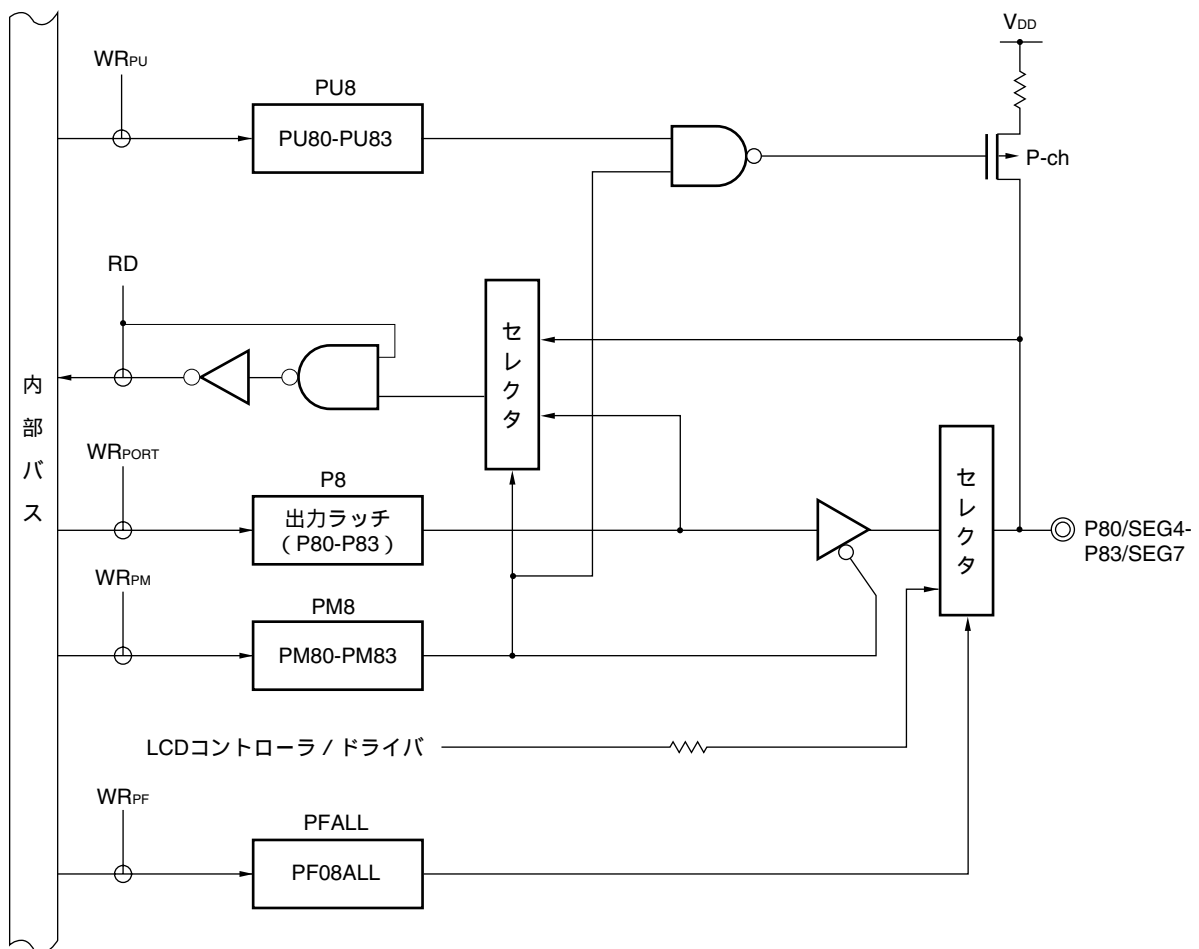 VDD
WRPU
PU8
PU80-PU83
P-ch
RD
セレクタ
内部バス
WRPORT
P8
出力ラッチ
（P80-P83）
セレクタ
P80/SEG4-
P83/SEG7
WRPM
PM8
PM80-PM83
LCDコントローラ／ドライバ
WRPF
PFALL
PF08ALL